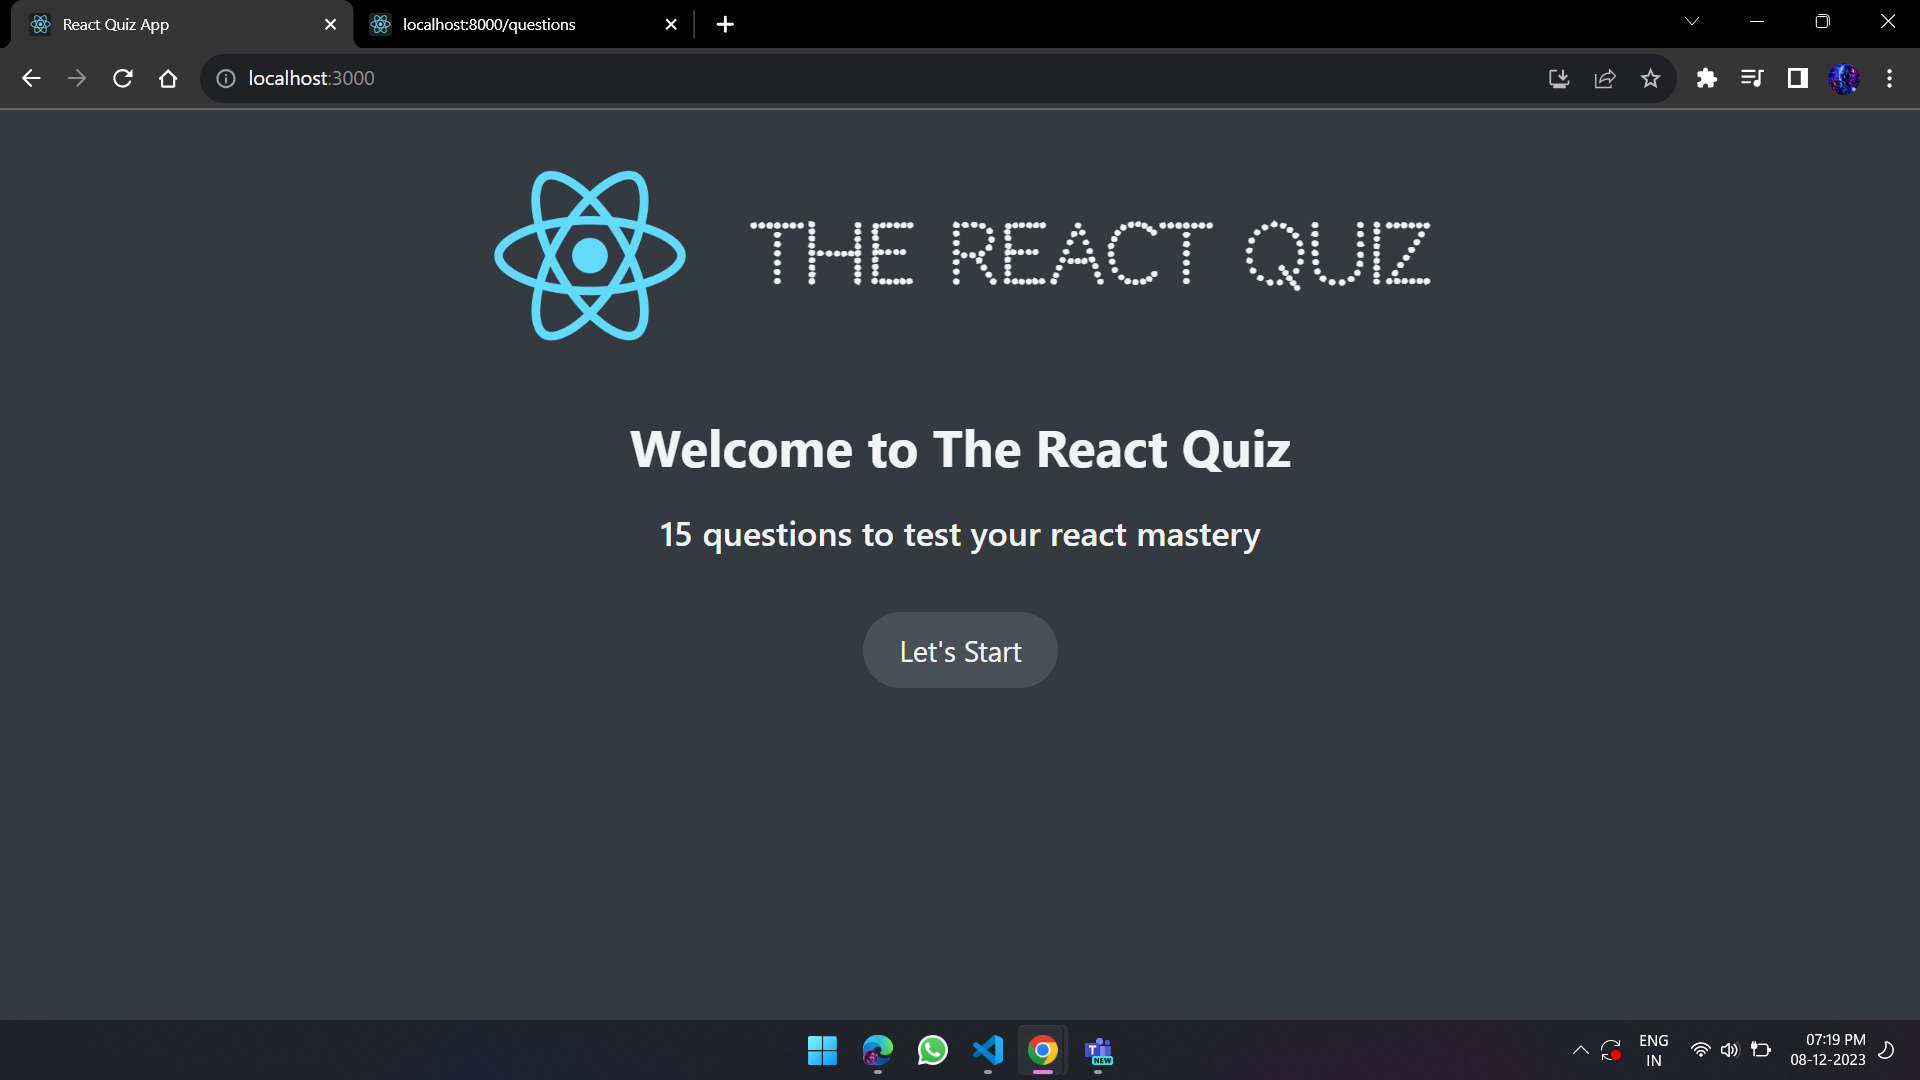 React Quiz App
localhost:8000/questions
localhost:3000
THE REACT QUIZ
Welcome to The React Quiz
15 questions to test your react mastery
Let's Start
T NEW
ENG
IN
07:19 PM
08-12-2023